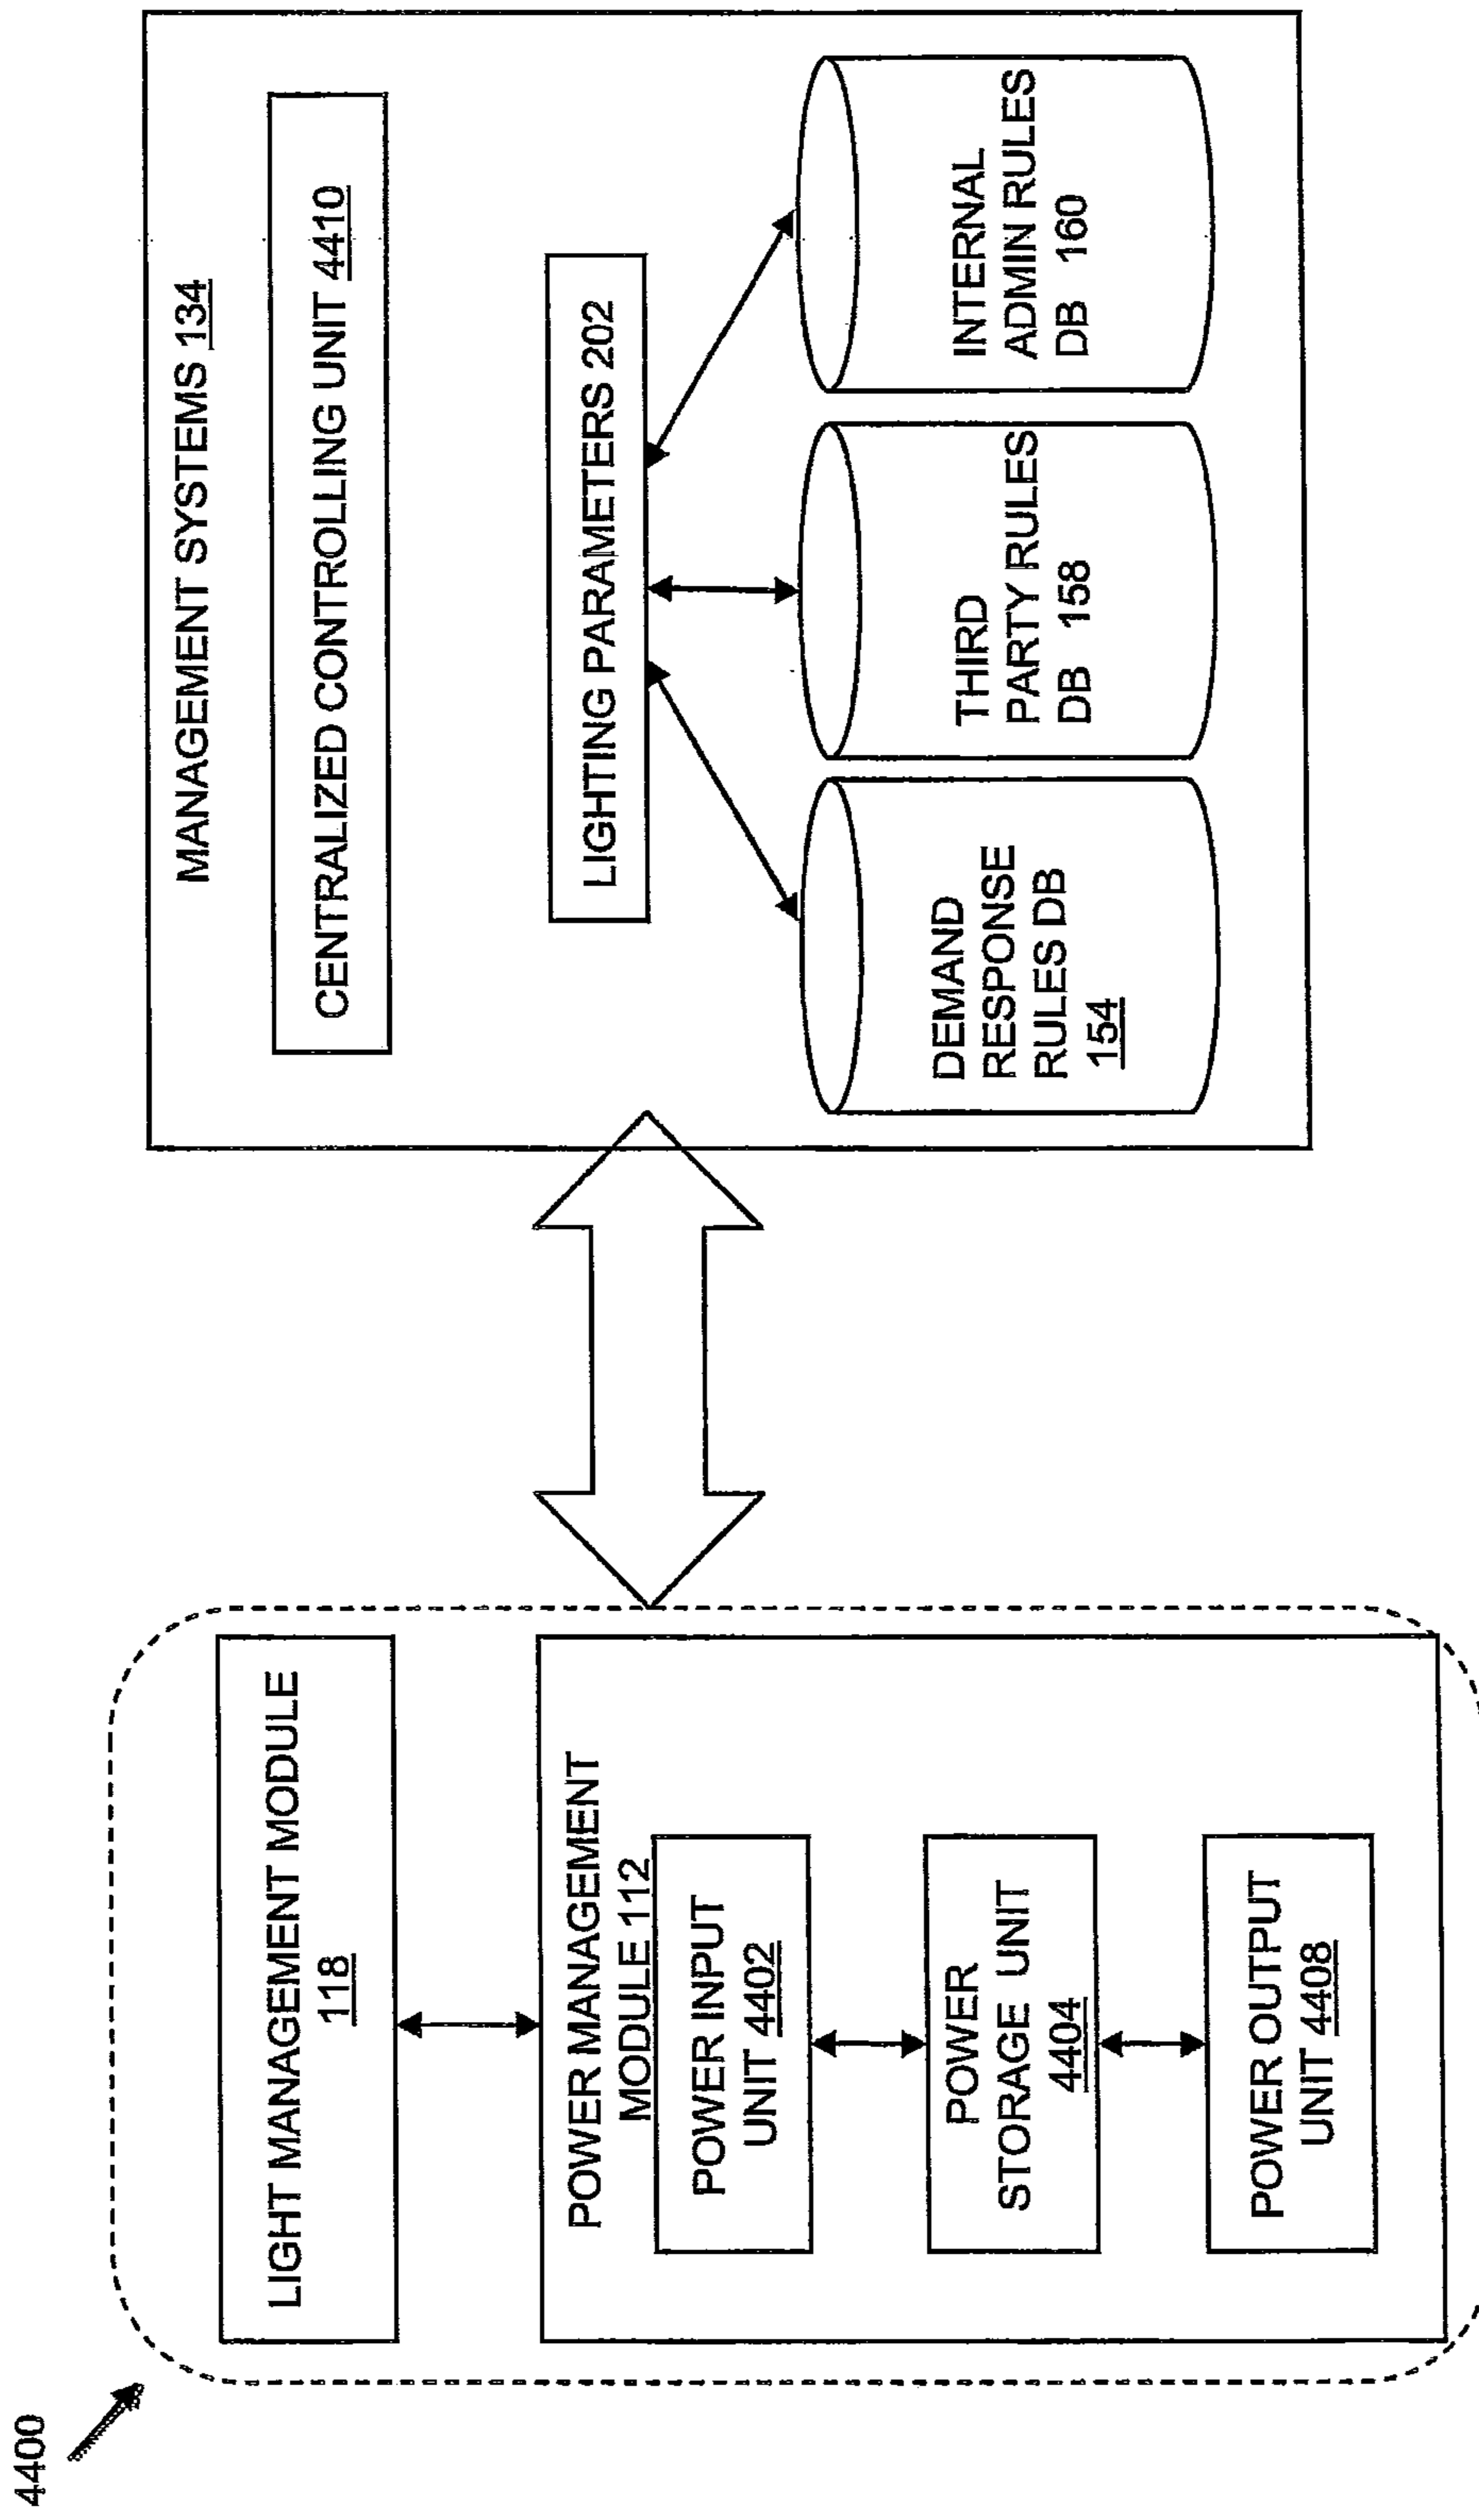 4400
LIGHT MANAGEMENT MODULE
118
POWER MANAGEMENT
MODULE 112
POWER INPUT
UNIT 4402
POWER
STORAGE UNIT
4404
POWER OUTPUT
UNIT 4408
MANAGEMENT SYSTEMS 134
CENTRALIZED CONTROLLING UNIT 4410
LIGHTING PARAMETERS 202
DEMAND
RESPONSE
RULES DB
154
THIRD
PARTY RULES
DB 158
INTERNAL
ADMIN RULES
DB 160